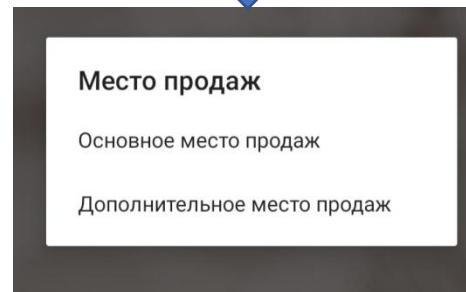 Место продаж
Основное место продаж
Дополнительное место продаж